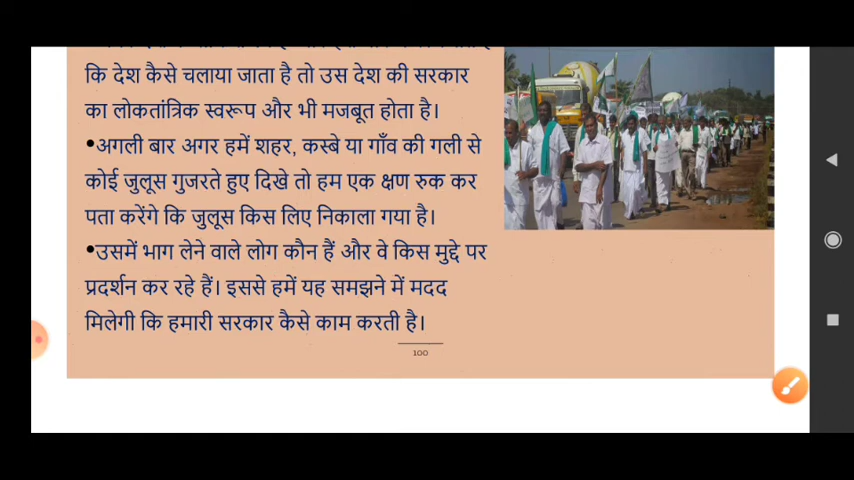 कि देश कैसे चलाया जाता है तो उस देश की सरकार
का लोकतांत्रिक स्वरूप और भी मजबूत होता है।
•अगली बार अगर हमें शहर, कस्बे या गाँव की गली से
कोई जुलूस गुजरते हुए दिखे तो हम एक क्षण रुक कर
पता करेंगे कि जुलूस किस लिए निकाला गया है।
•उसमें भाग लेने वाले लोग कौन हैं और वे किस मुद्दे पर
प्रदर्शन कर रहे हैं। इससे हमें यह समझने में मदद
मिलेगी कि हमारी सरकार कैसे काम करती है।
100